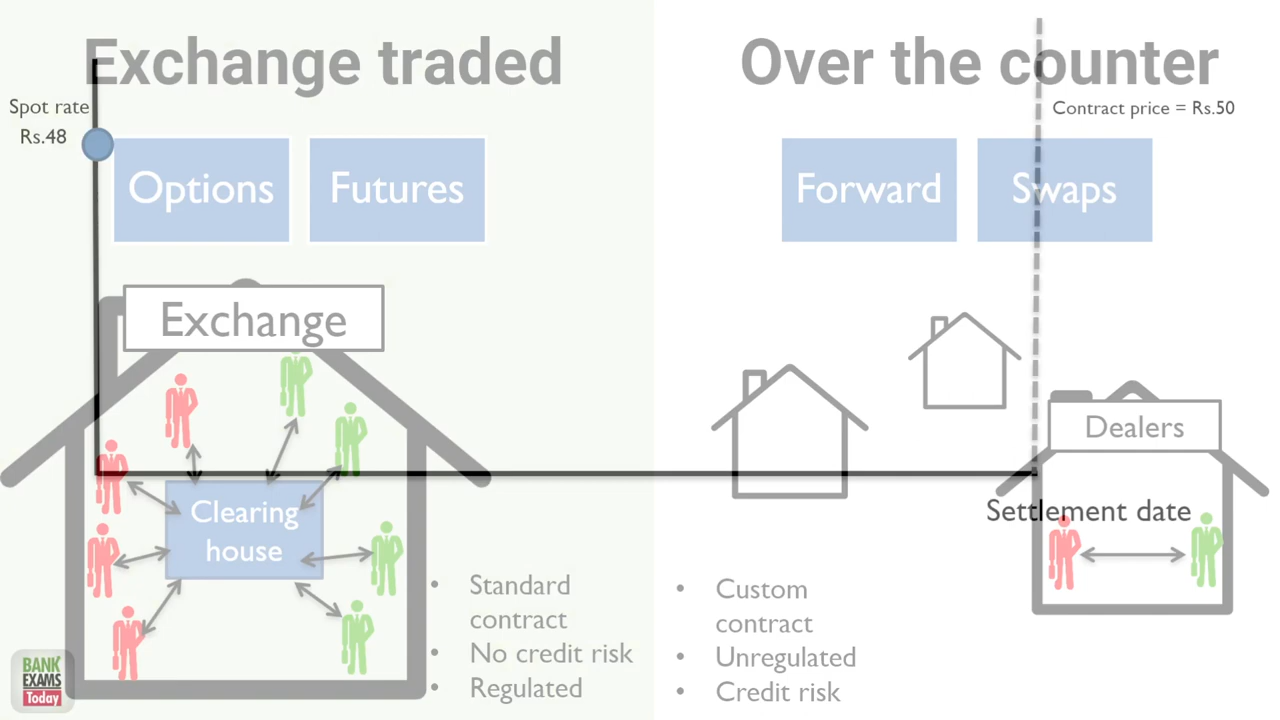 Exchange traded
Over the counter
Spot rate
Rs.48
Contract price = Rs.50
Options
Futures
Forward
Swaps
Exchange
Dealers
Clearing
house
Settlement date
• Standard
contract
• No credit risk
• Regulated
• Custom
contract
• Unregulated
• Credit risk
BANK
EXAMS
Today